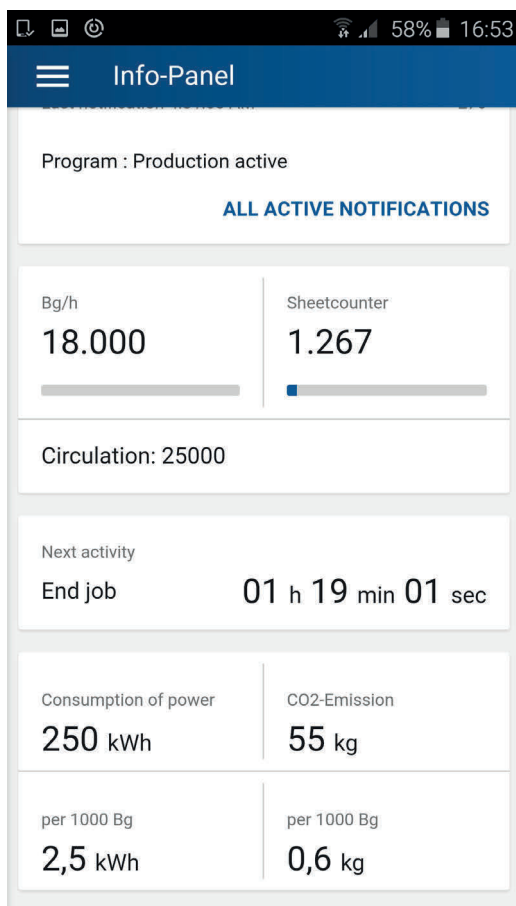 58% 16:53
Info-Panel
Program : Production active
ALL ACTIVE NOTIFICATIONS
Bg/h
18.000
Sheetcounter
1.267
Circulation: 25000
Next activity
End job 01 h 19 min 01 sec
Consumption of power
250 kWh
CO2-Emission
55 kg
per 1000 Bg
2,5 kWh
per 1000 Bg
0,6 kg